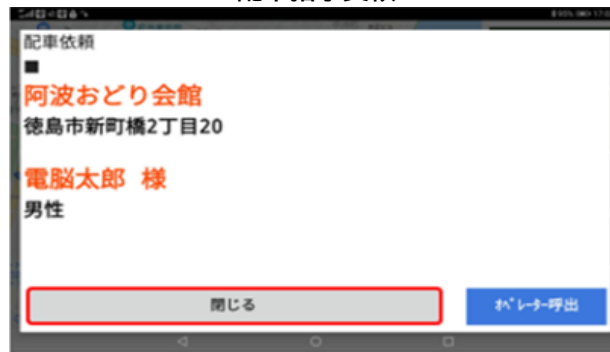 配車依頼
■
阿波おどり会館
徳島市新町橋2丁目20
電脳太郎 様
男性
閉じる
ｵﾍﾟﾚｰﾀｰ呼出